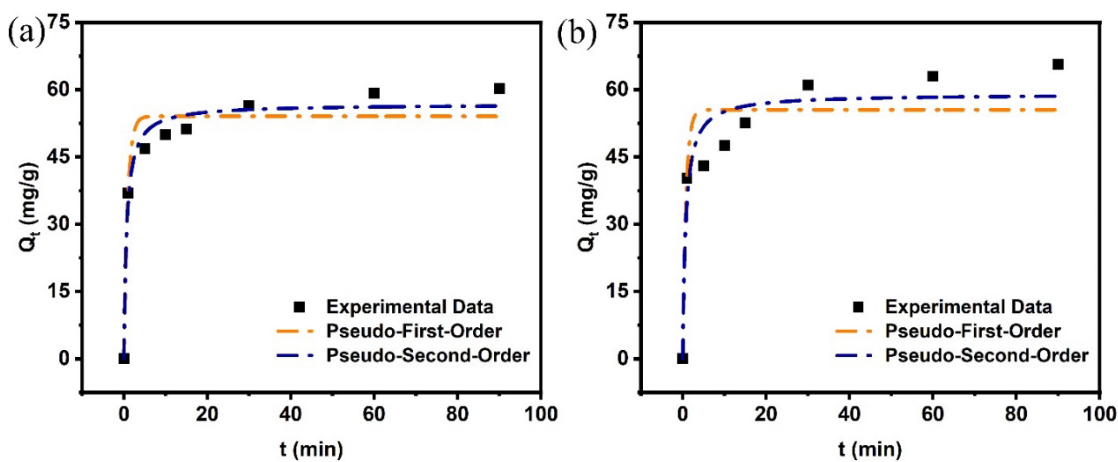 (a)
75
60
45
30
15
0
Qt (mg/g)
Experimental Data
Pseudo-First-Order
Pseudo-Second-Order
0 20 40 60 80 100
t (min)
(b)
75
60
45
30
15
0
Qt (mg/g)
Experimental Data
Pseudo-First-Order
Pseudo-Second-Order
0 20 40 60 80 100
t (min)